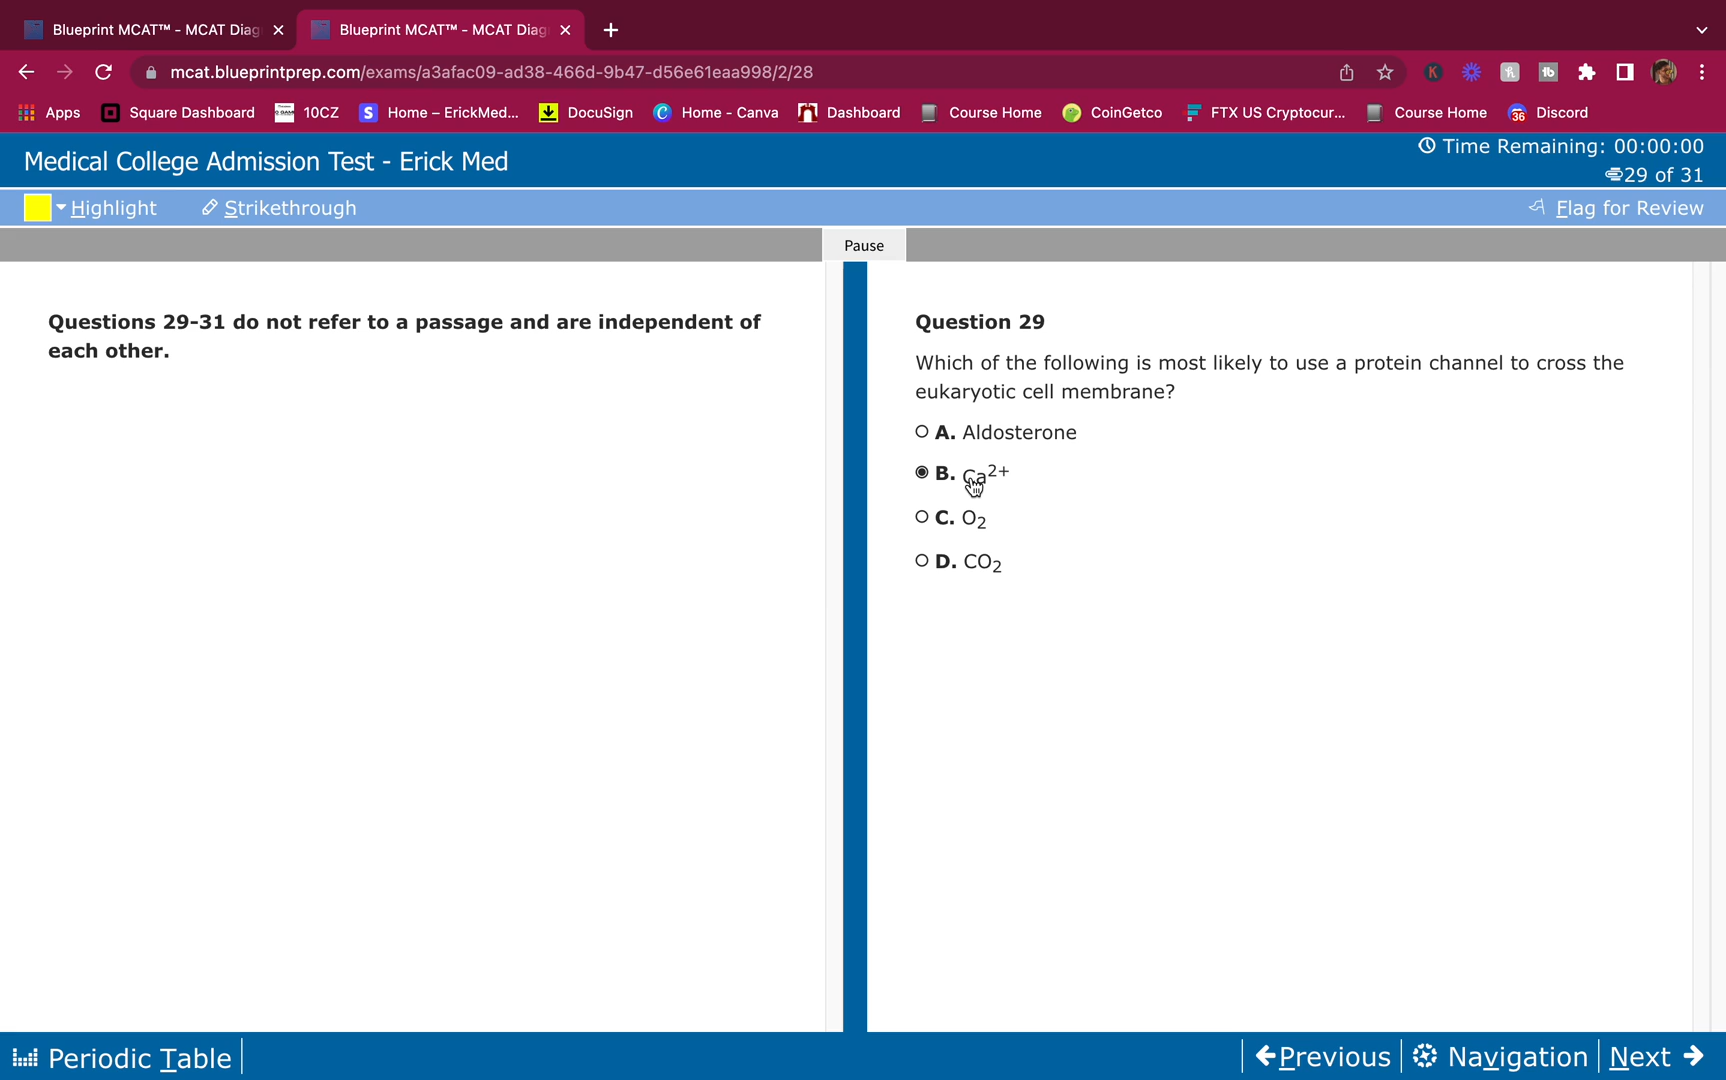 Blueprint MCAT™ - MCAT Diag
Blueprint MCAT™ - MCAT Diag
mcat.blueprintprep.com/exams/a3afac09-ad38-466d-9b47-d56e61eaa998/2/28
Apps Square Dashboard 10CZ Home – ErickMed... DocuSign Home - Canva Dashboard Course Home CoinGetco FTX US Cryptocur... Course Home 36 Discord
Medical College Admission Test - Erick Med
Time Remaining: 00:00:00
29 of 31
Highlight Strikethrough Flag for Review
Pause
Questions 29-31 do not refer to a passage and are independent of
each other.
Question 29
Which of the following is most likely to use a protein channel to cross the
eukaryotic cell membrane?
A. Aldosterone
B. Ca²⁺
C. O₂
D. CO₂
Periodic Table Previous Navigation Next